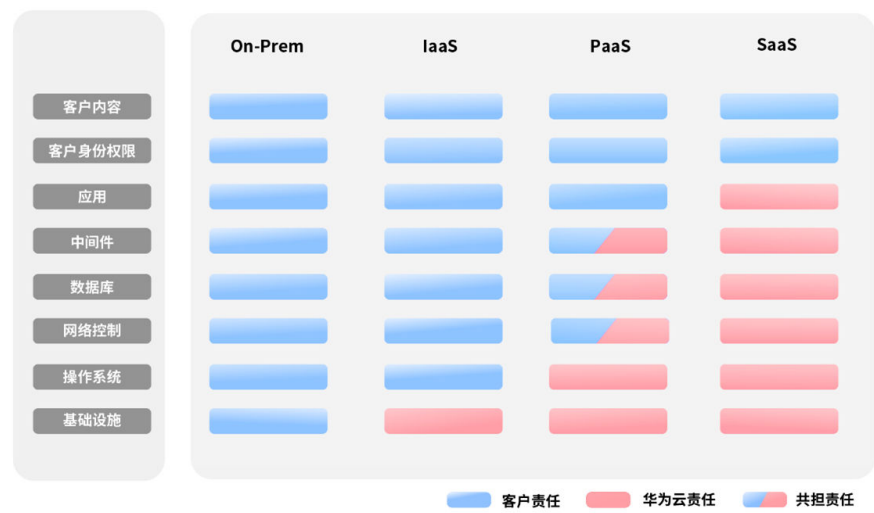 On-Prem IaaS PaaS SaaS
客户内容
客户身份权限
应用
中间件
数据库
网络控制
操作系统
基础设施
客户责任 华为云责任 共担责任